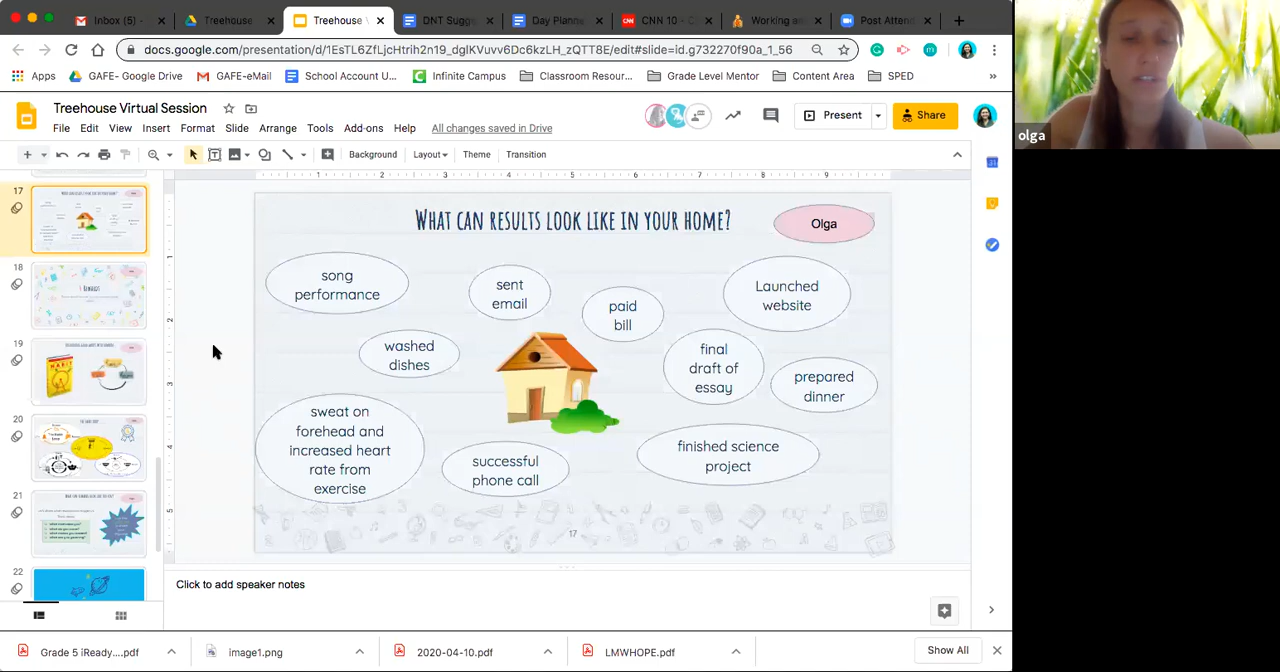 Inbox (5) -
Treehouse
Treehouse
DNT Sugg
Day Planne
CNN 10 - C
Working a
Post Attend
docs.google.com/presentation/d/1EsTL6ZfLjcHtrih2n19_dglKVuvv6Dc6kzLH_zQTT8E/edit#slide=id.g732270f90a_1_56
Apps
GAFE- Google Drive
GAFE-eMail
School Account U...
Infinite Campus
Classroom Resour...
Grade Level Mentor
Content Area
SPED
Treehouse Virtual Session
Present
Share
File Edit View Insert Format Slide Arrange Tools Add-ons Help All changes saved in Drive
Background Layout Theme Transition
olga
WHAT CAN RESULTS LOOK LIKE IN YOUR HOME?
Olga
song
performance
sent
email
paid
bill
Launched
website
washed
dishes
final
draft of
essay
prepared
dinner
sweat on
forehead and
increased heart
rate from
exercise
successful
phone call
finished science
project
17
17
18
19
20
21
22
Click to add speaker notes
Grade 5 iReady....pdf
image1.png
2020-04-10.pdf
LMWHOPE.pdf
Show All